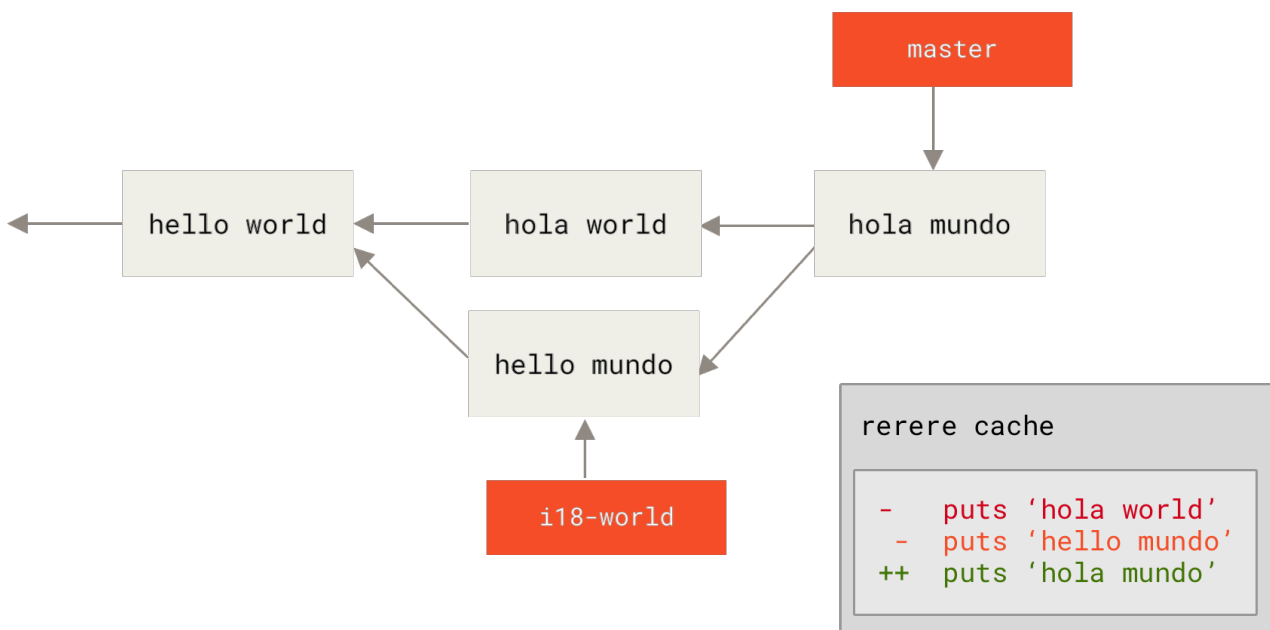 master
hello world
hola world
hola mundo
hello mundo
i18-world
rerere cache
-   puts ‘hola world’
 -  puts ‘hello mundo’
++  puts ‘hola mundo’